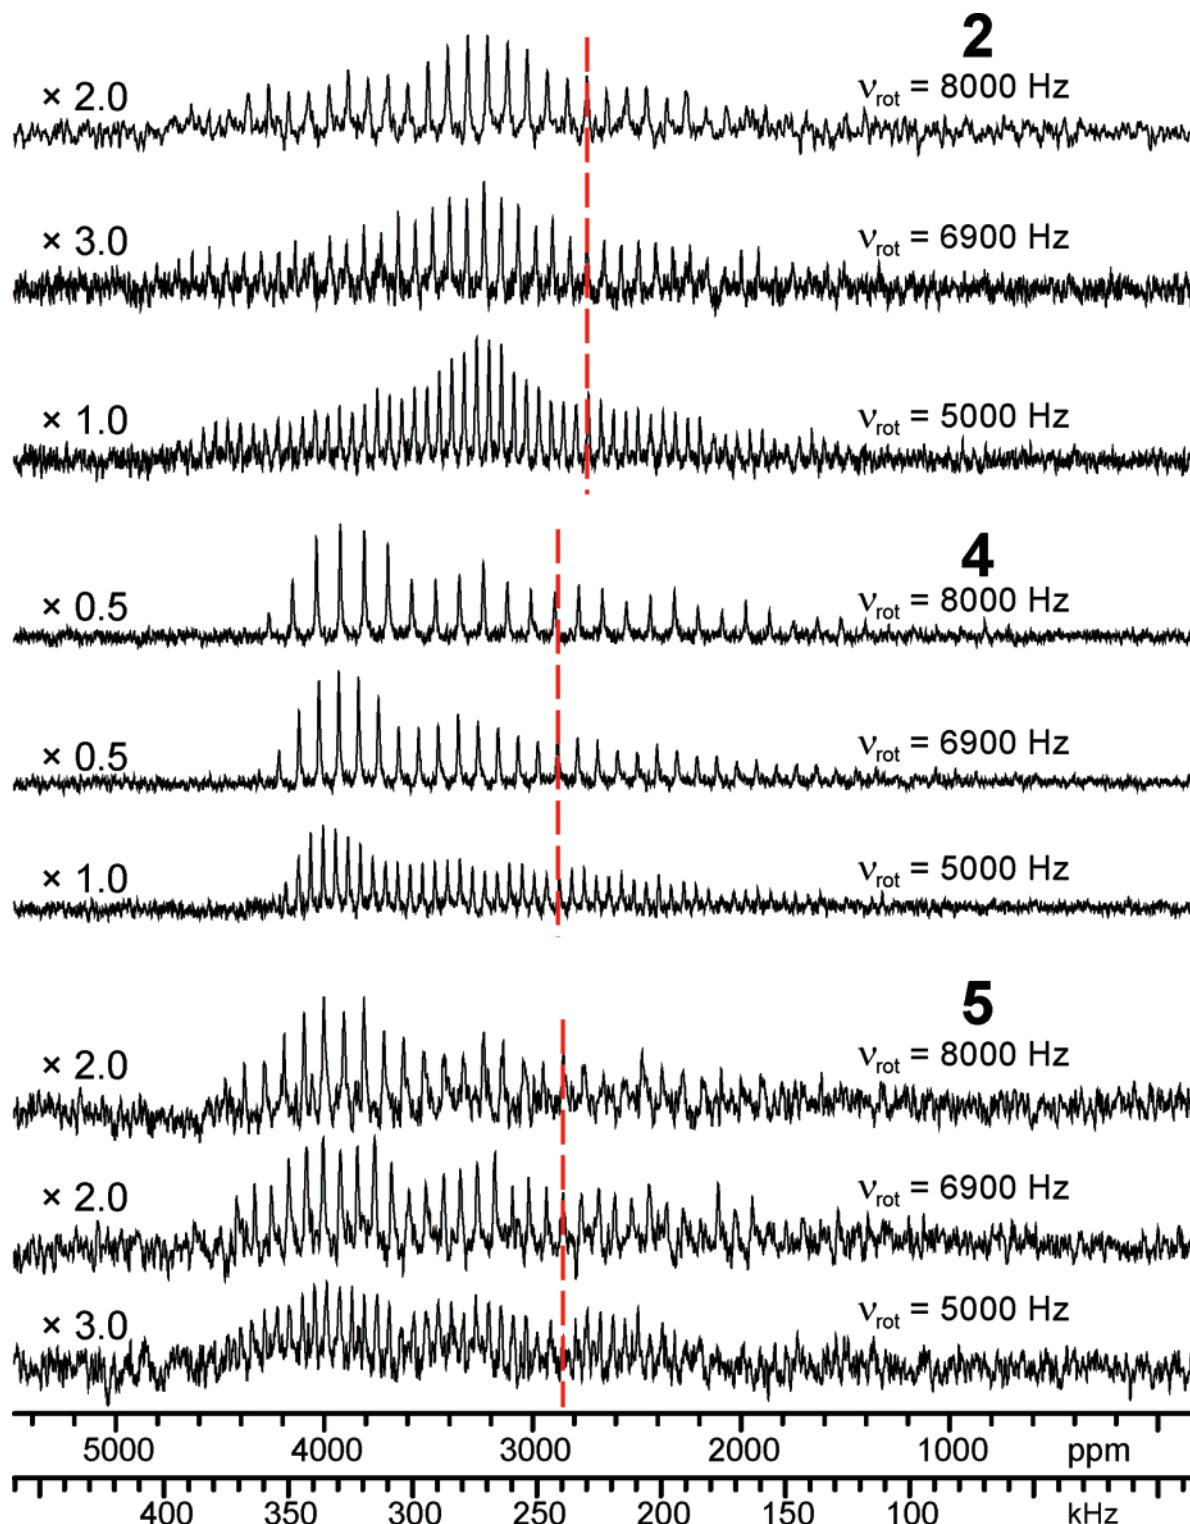 2
× 2.0
νrot = 8000 Hz
× 3.0
νrot = 6900 Hz
× 1.0
νrot = 5000 Hz
4
× 0.5
νrot = 8000 Hz
× 0.5
νrot = 6900 Hz
× 1.0
νrot = 5000 Hz
5
× 2.0
νrot = 8000 Hz
× 2.0
νrot = 6900 Hz
× 3.0
νrot = 5000 Hz
5000 4000 3000 2000 1000 ppm
400 350 300 250 200 150 100 kHz